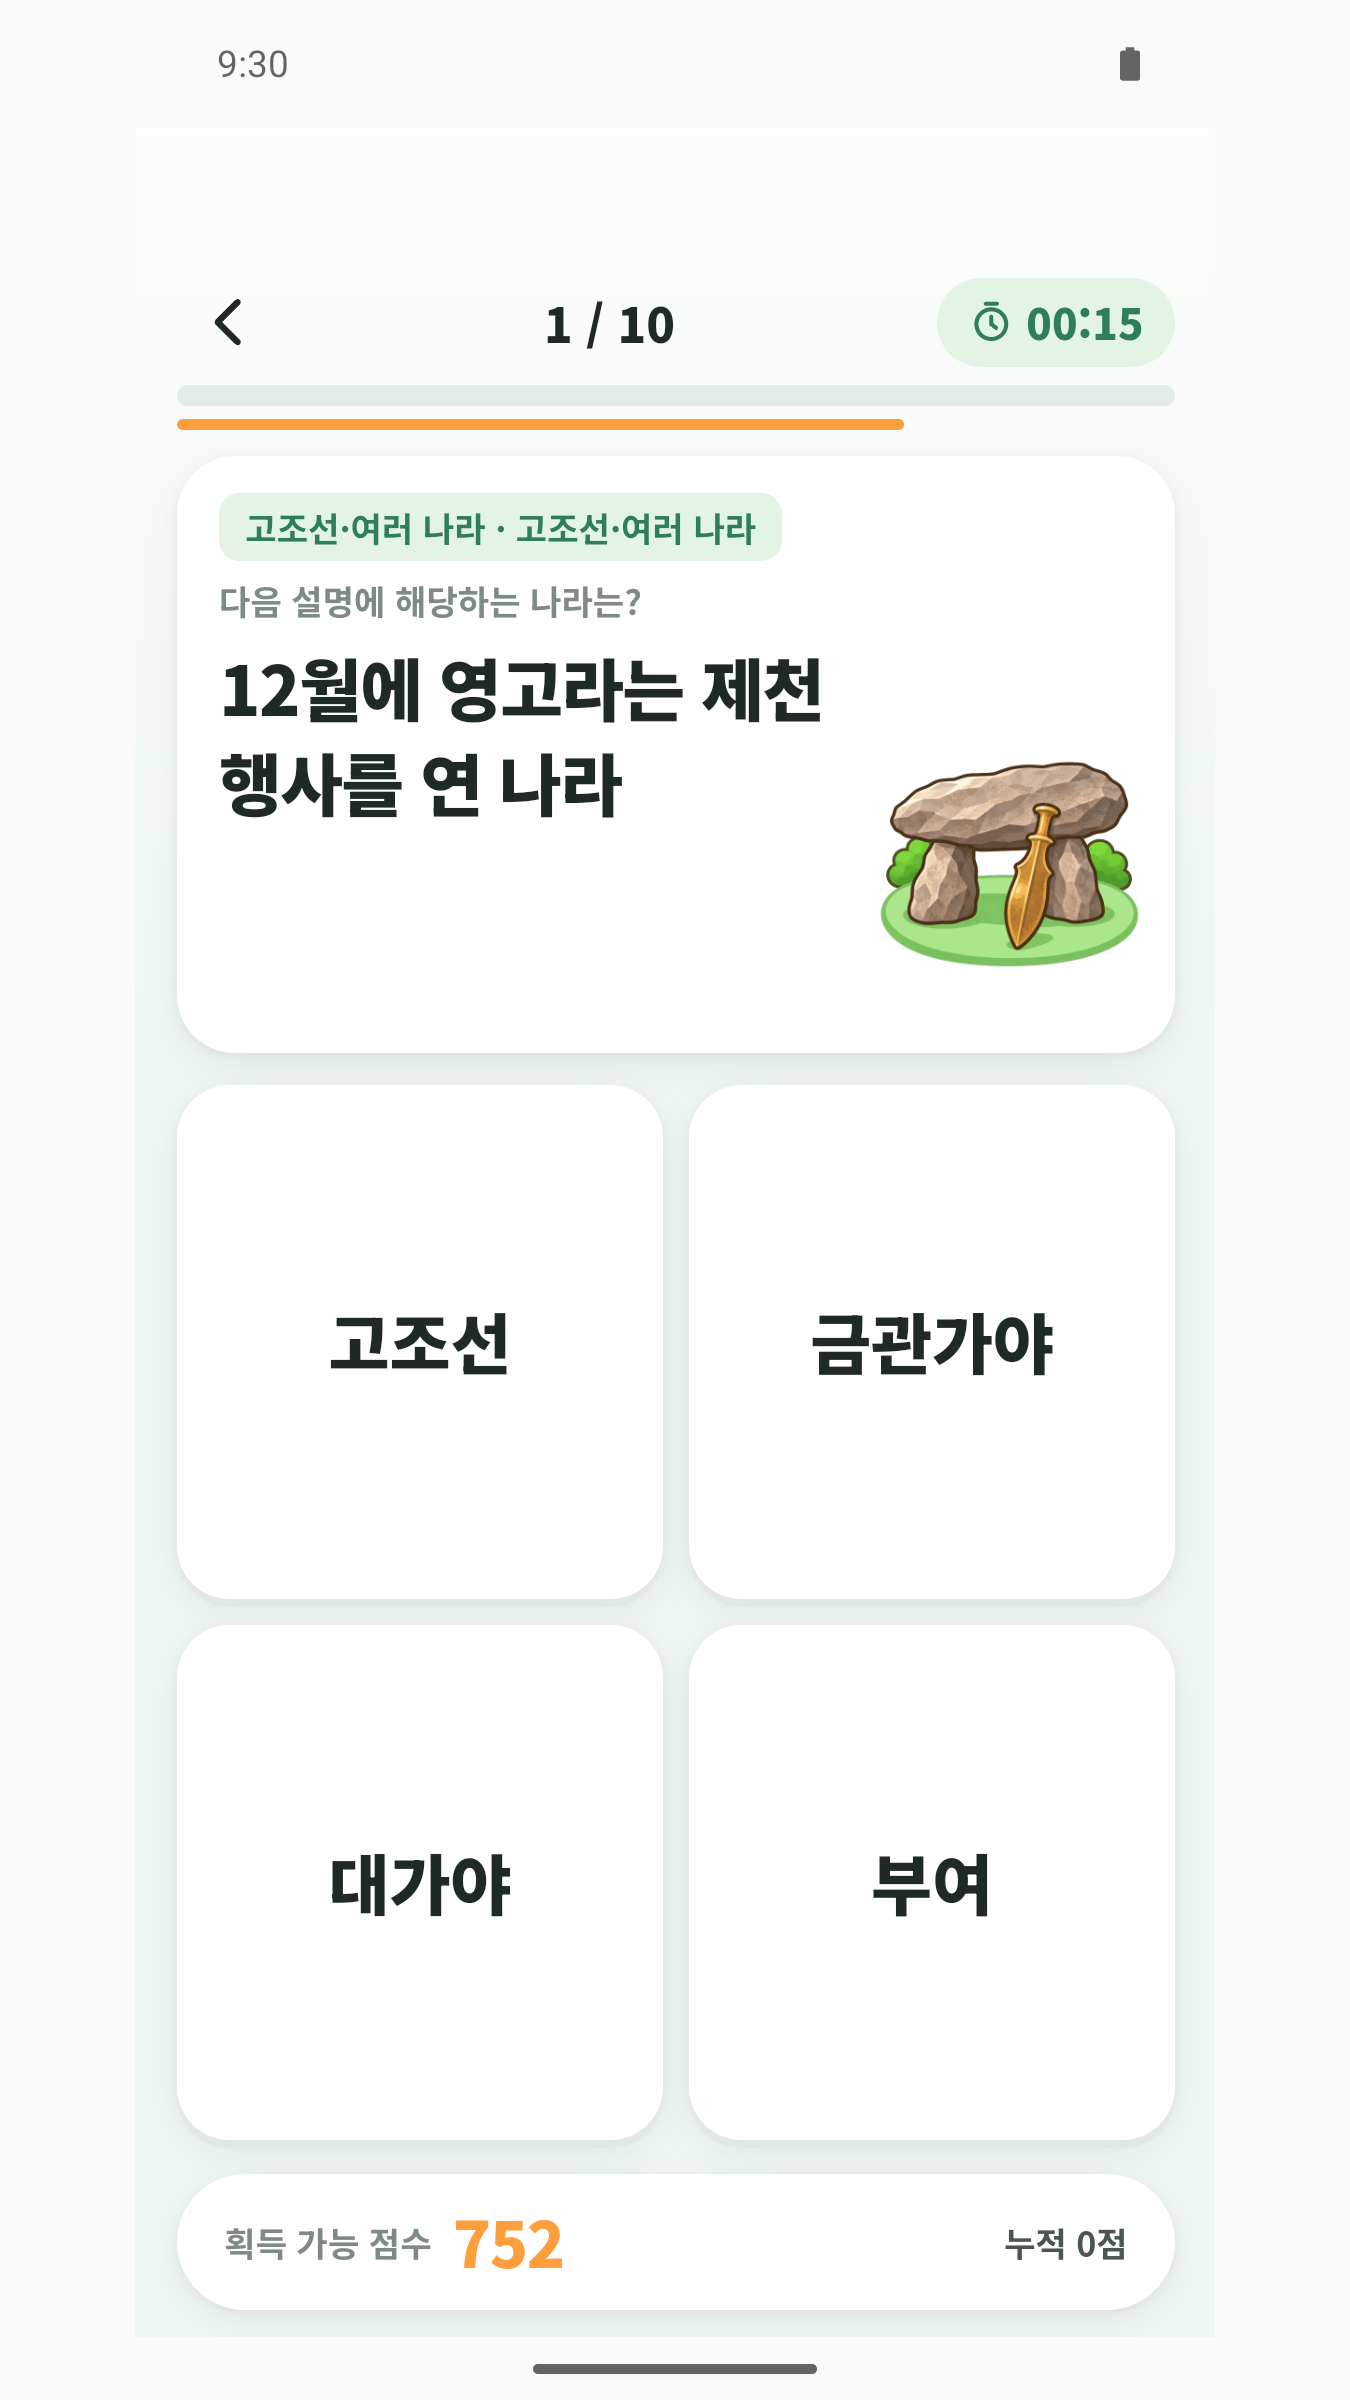 9:30
1 / 10
00:15
고조선·여러 나라 · 고조선·여러 나라
다음 설명에 해당하는 나라는?
12월에 영고라는 제천
행사를 연 나라
고조선
금관가야
대가야
부여
획득 가능 점수 752
누적 0점